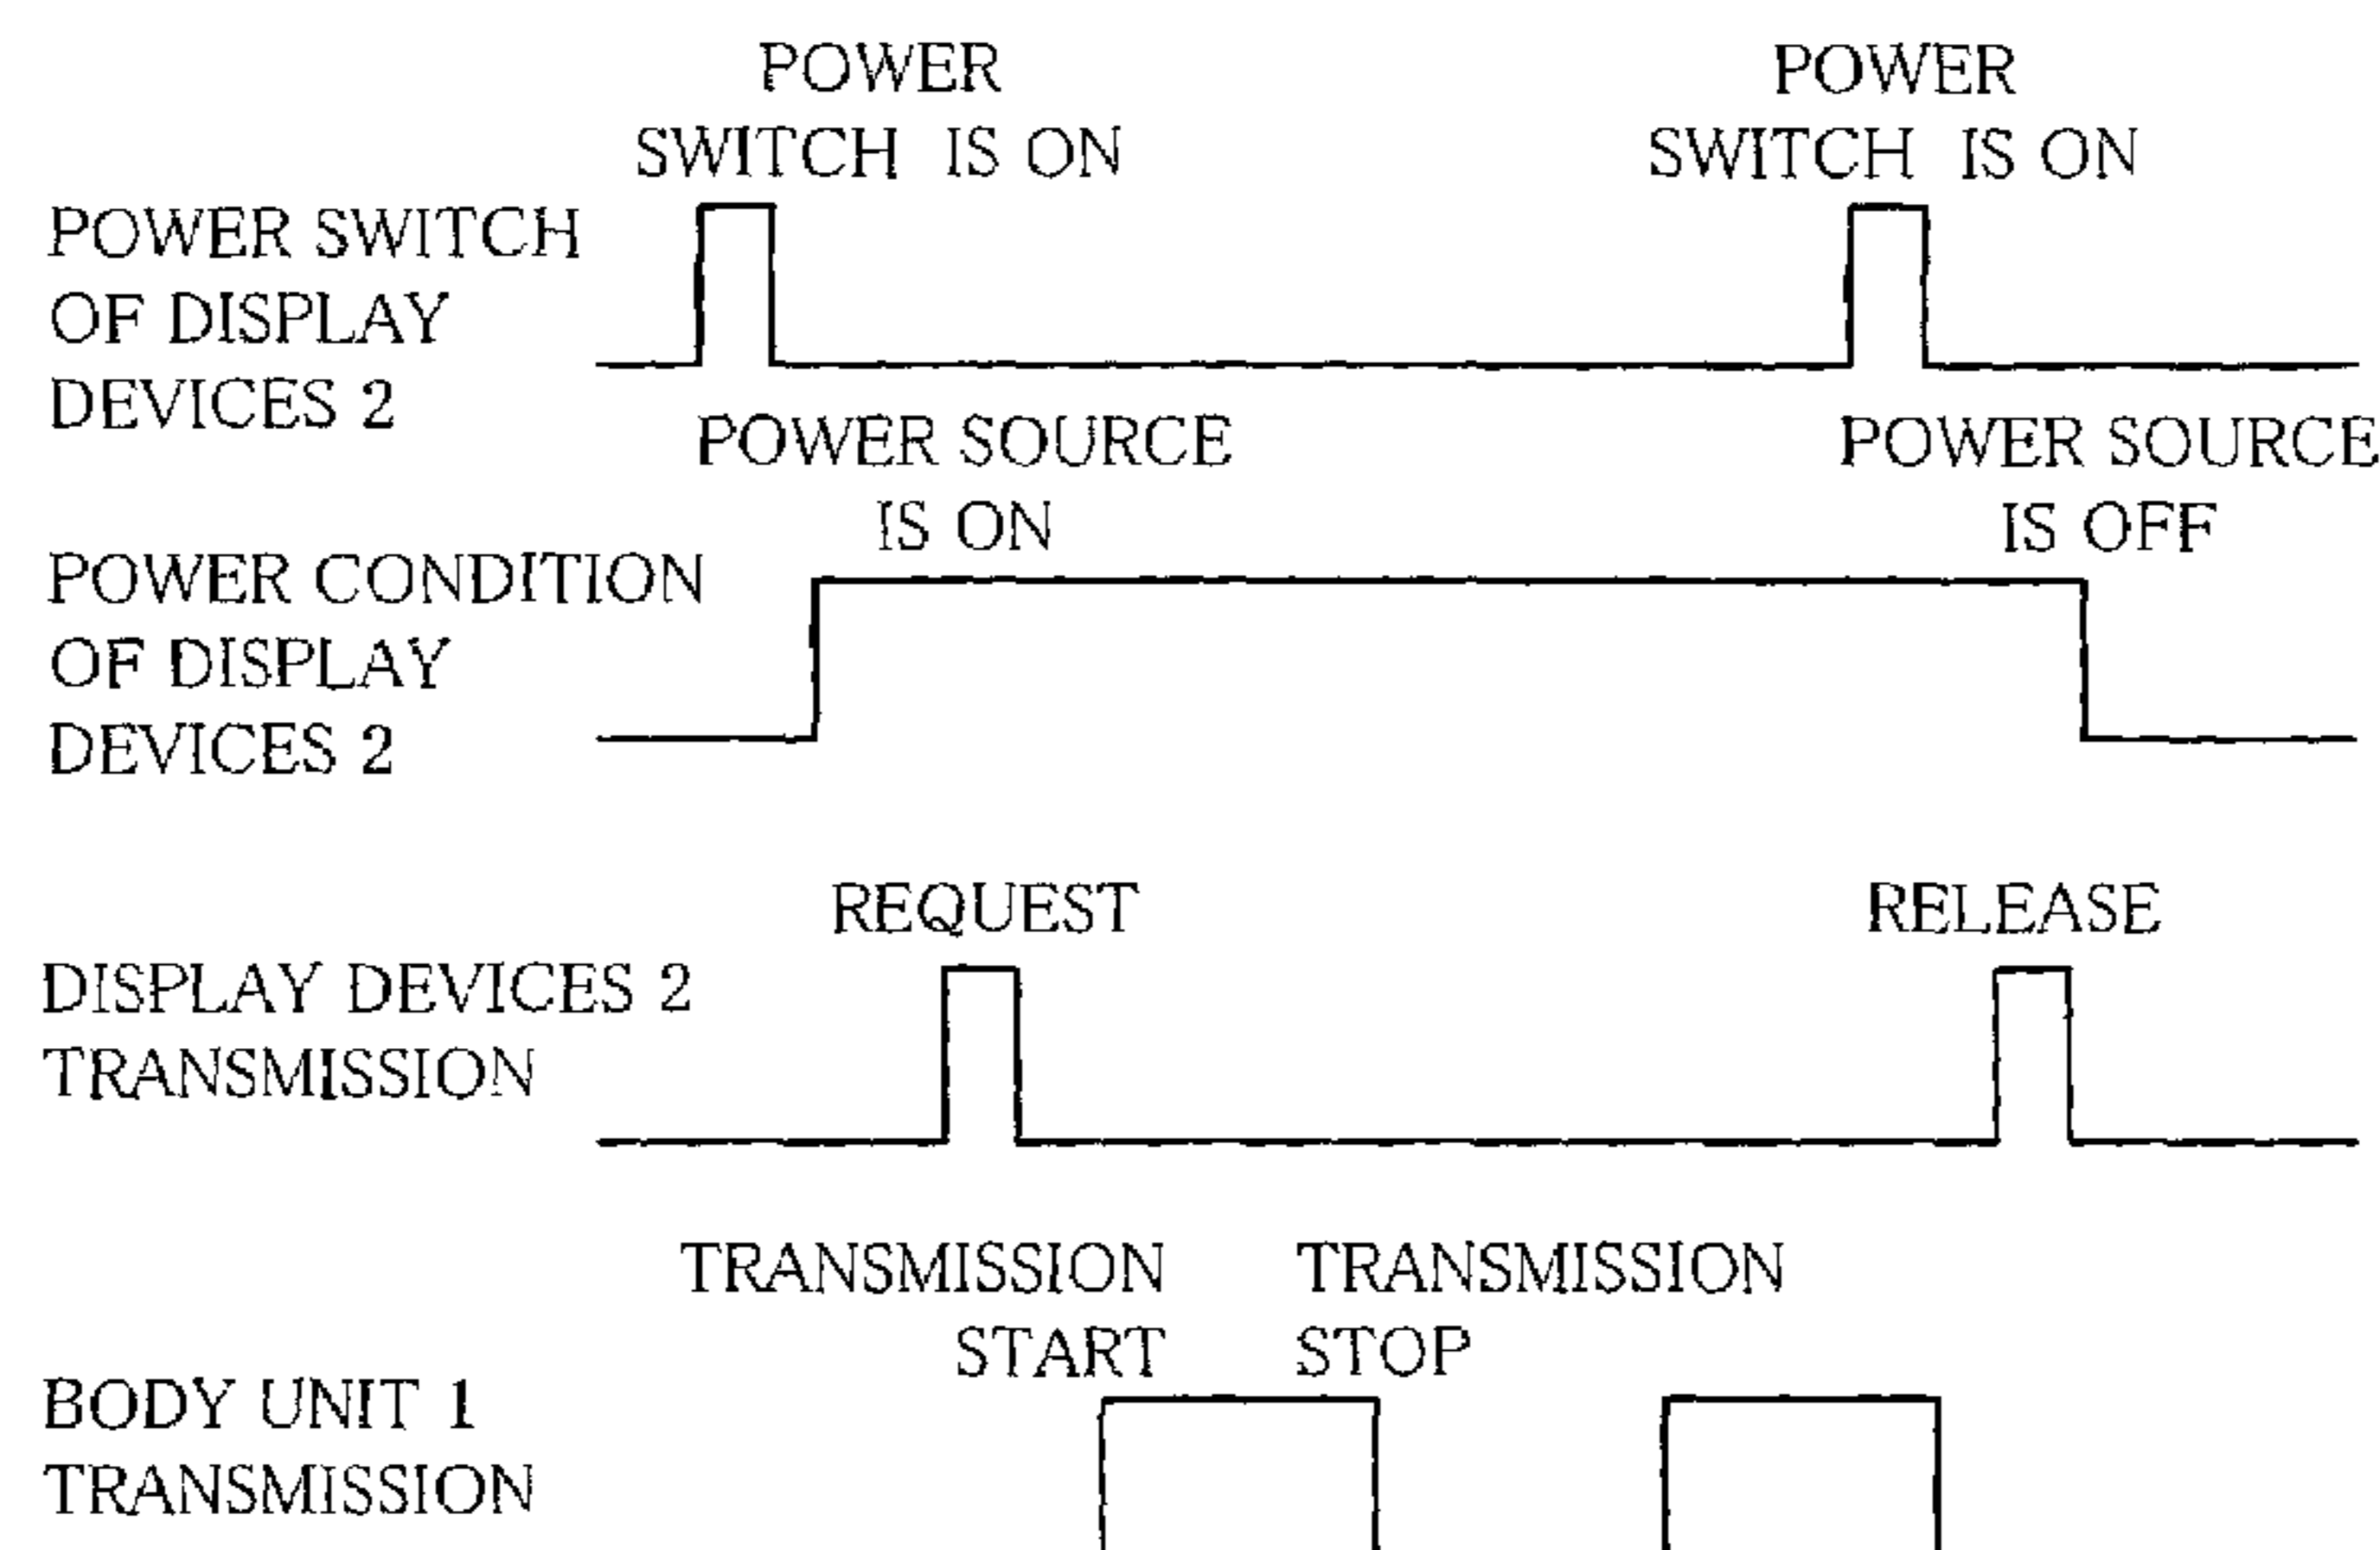 POWER
SWITCH IS ON
POWER
SWITCH IS ON
POWER SWITCH
OF DISPLAY
DEVICES 2
POWER SOURCE
IS ON
POWER SOURCE
IS OFF
POWER CONDITION
OF DISPLAY
DEVICES 2
REQUEST
RELEASE
DISPLAY DEVICES 2
TRANSMISSION
TRANSMISSION
START
TRANSMISSION
STOP
BODY UNIT 1
TRANSMISSION